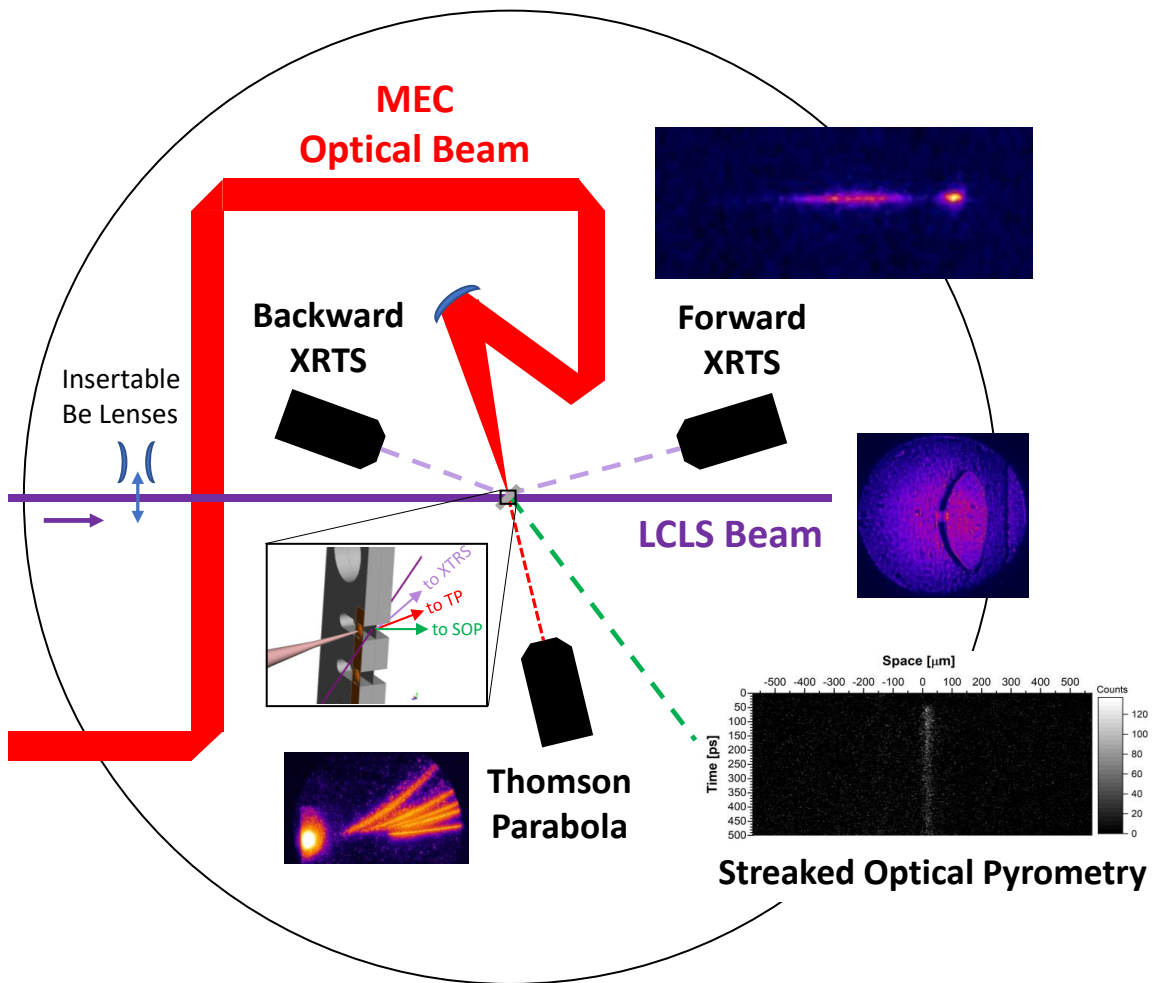 MEC
Optical Beam
Backward
XRTS
Forward
XRTS
Insertable
Be Lenses
LCLS Beam
to XTRS
to TP
to SOP
Thomson
Parabola
Space [μm]
-500 -400 -300 -200 -100 0 100 200 300 400 500
Counts
Time [ps]
0
50
100
150
200
250
300
350
400
450
500
120
100
80
60
40
20
0
Streaked Optical Pyrometry